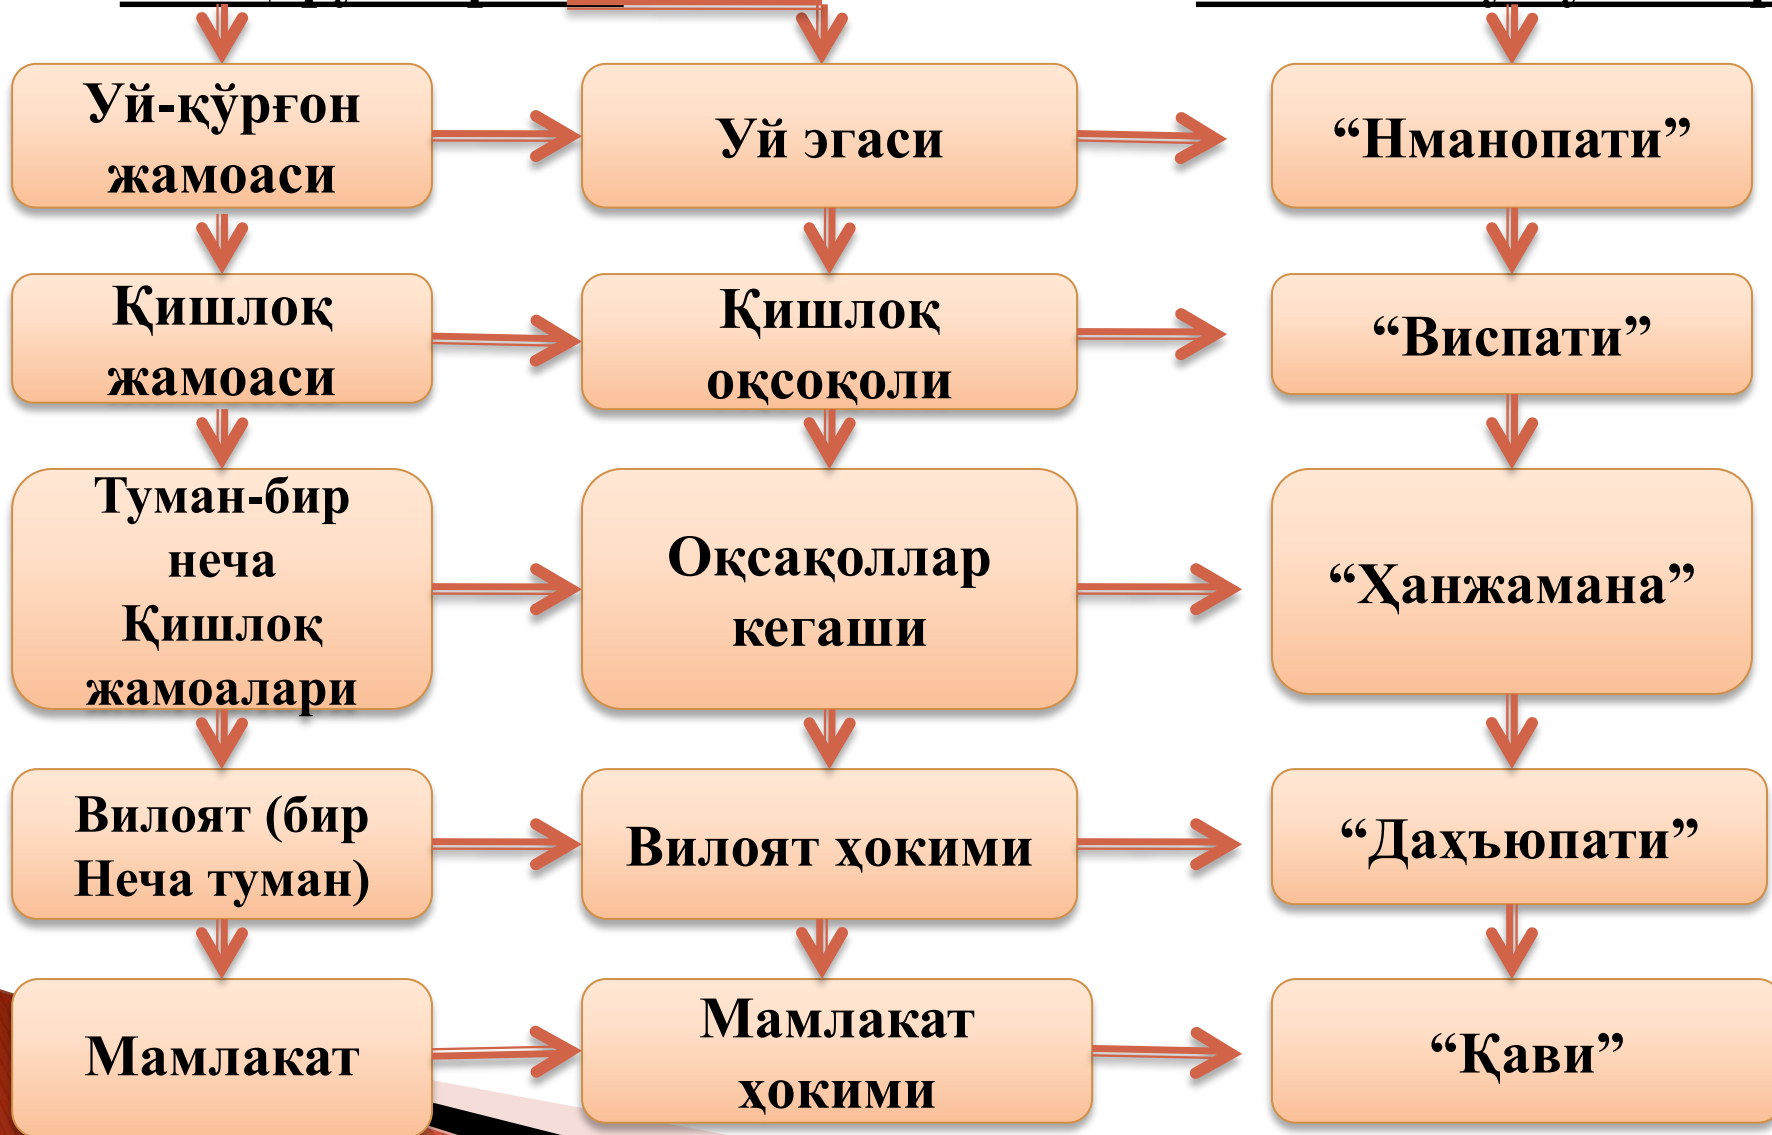 Уй-қўрғон
жамоаси
Уй эгаси
“Нманопати”
Қишлоқ
жамоаси
Қишлоқ
оқсоқоли
“Виспати”
Туман-бир
неча
Қишлоқ
жамоалари
Оқсақоллар
кегаши
“Ҳанжамана”
Вилоят (бир
Неча туман)
Вилоят ҳокими
“Даҳъюпати”
Мамлакат
Мамлакат
ҳокими
“Қави”